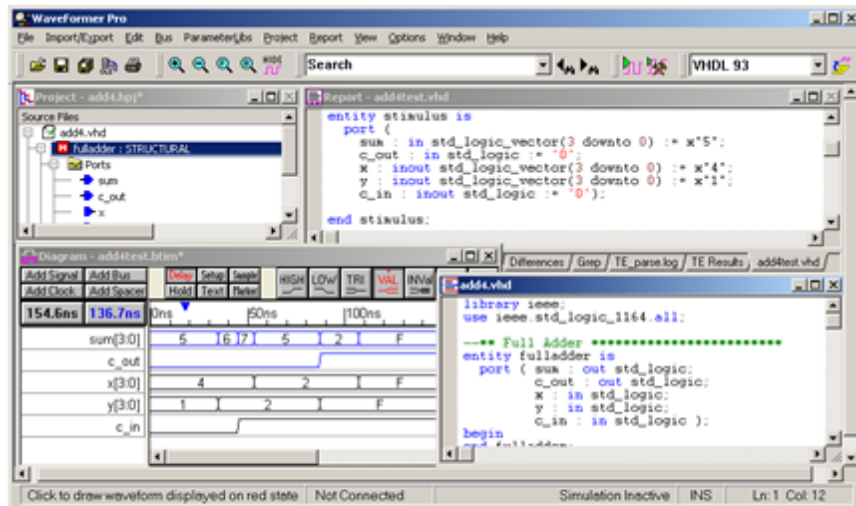 WaveFormer Pro
File Import/Export Edit Bus ParameterLibs Project Report View Options Window Help
HIDE Search VHDL 93
Project - add4.hpj*
Source Files
add4.vhd
fulladder : STRUCTURAL
Ports
sum
c_out
x
Report - add4test.vhd
entity stimulus is
port (
sum : in std_logic_vector(3 downto 0) := x"5";
c_out : in std_logic := '0';
x : inout std_logic_vector(3 downto 0) := x"4";
y : inout std_logic_vector(3 downto 0) := x"1";
c_in : inout std_logic := '0');
end stimulus;
Differences / Grep / TE_parse.log / TE Results / add4test.vhd
Diagram - add4test.btim*
Add Signal Add Bus Delay Setup Sample HIGH LOW TRI VAL INVal
Add Clock Add Spacer Hold Text Marker
154.6ns 136.7ns 0ns 50ns 100ns
sum[3:0] 5 6 7 5 2 F
c_out
x[3:0] 4 2 F
y[3:0] 1 2 F
c_in
add4.vhd
library ieee;
use ieee.std_logic_1164.all;
--** Full Adder **************************
entity fulladder is
port ( sum : out std_logic;
c_out : out std_logic;
x : in std_logic;
y : in std_logic;
c_in : in std_logic );
begin
end fulladder;
Click to draw waveform displayed on red state Not Connected Simulation Inactive INS Ln: 1 Col: 12